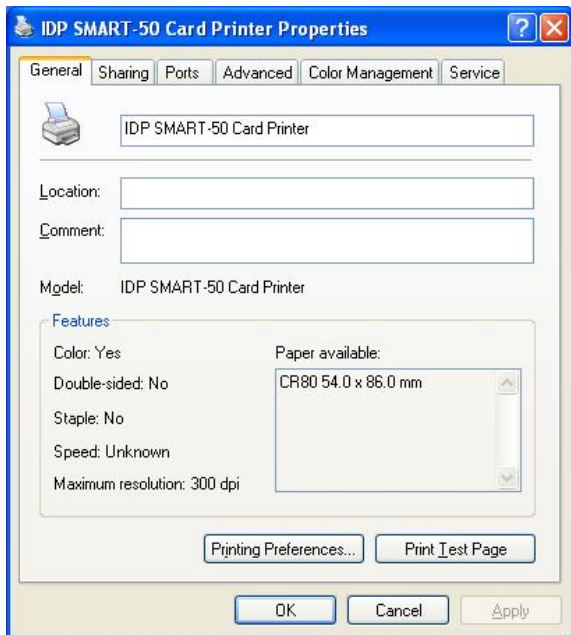 IDP SMART-50 Card Printer Properties
General Sharing Ports Advanced Color Management Service
IDP SMART-50 Card Printer
Location:
Comment:
Model: IDP SMART-50 Card Printer
Features
Color: Yes
Paper available:
Double-sided: No
CR80 54.0 x 86.0 mm
Staple: No
Speed: Unknown
Maximum resolution: 300 dpi
Printing Preferences... Print Test Page
OK Cancel Apply